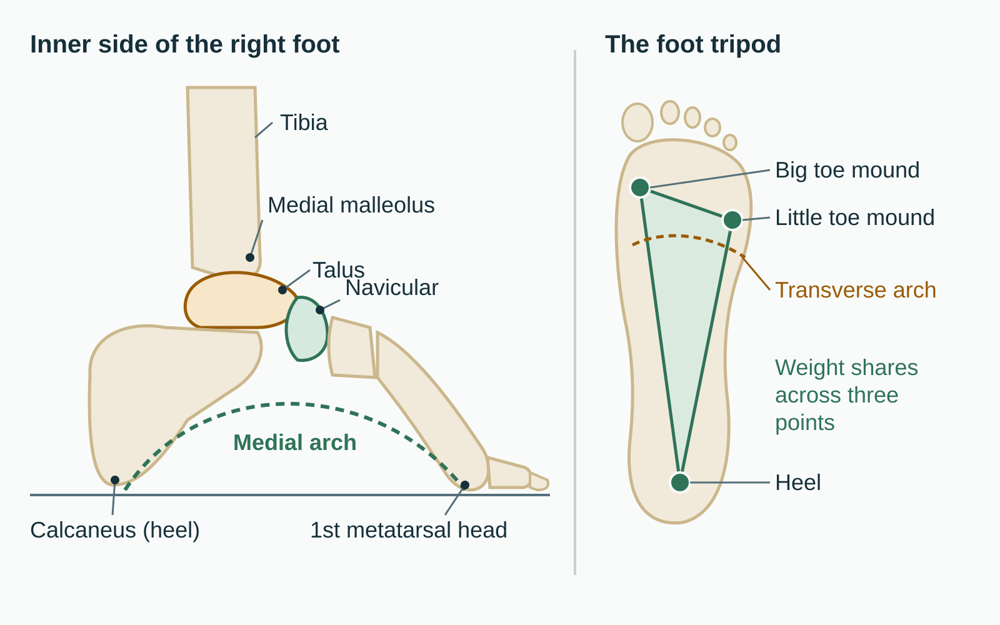 Inner side of the right foot
Tibia
Medial malleolus
Talus
Navicular
Medial arch
Calcaneus (heel)
1st metatarsal head
The foot tripod
Big toe mound
Little toe mound
Transverse arch
Weight shares
across three
points
Heel